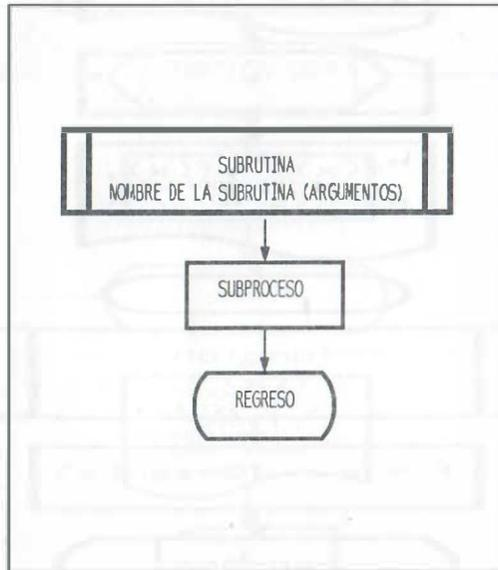 SUBRUTINA
NOMBRE DE LA SUBRUTINA (ARGUMENTOS)
SUBPROCESO
REGRESO